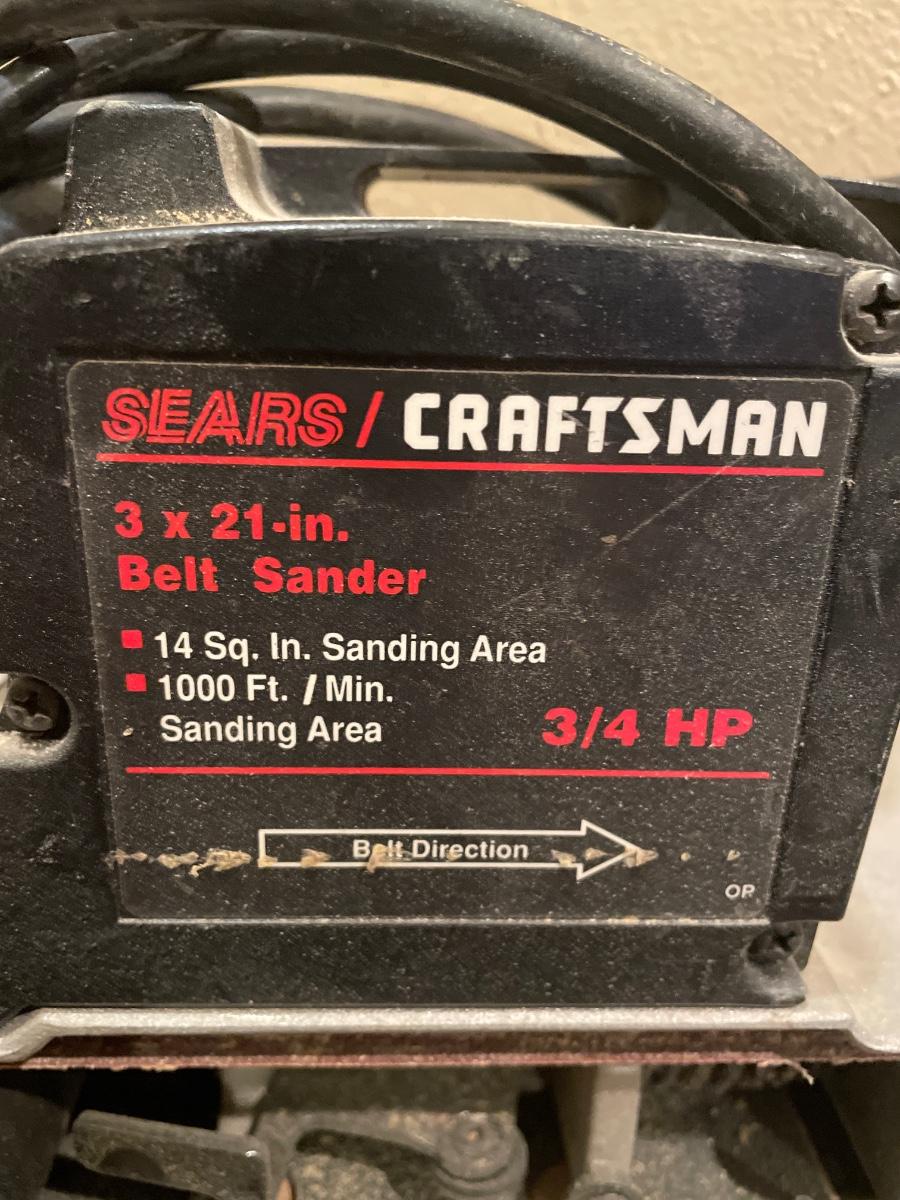 SEARS / CRAFTSMAN
3 x 21-in.
Belt Sander
14 Sq. In. Sanding Area
1000 Ft. / Min.
Sanding Area
3/4 HP
Belt Direction
OP